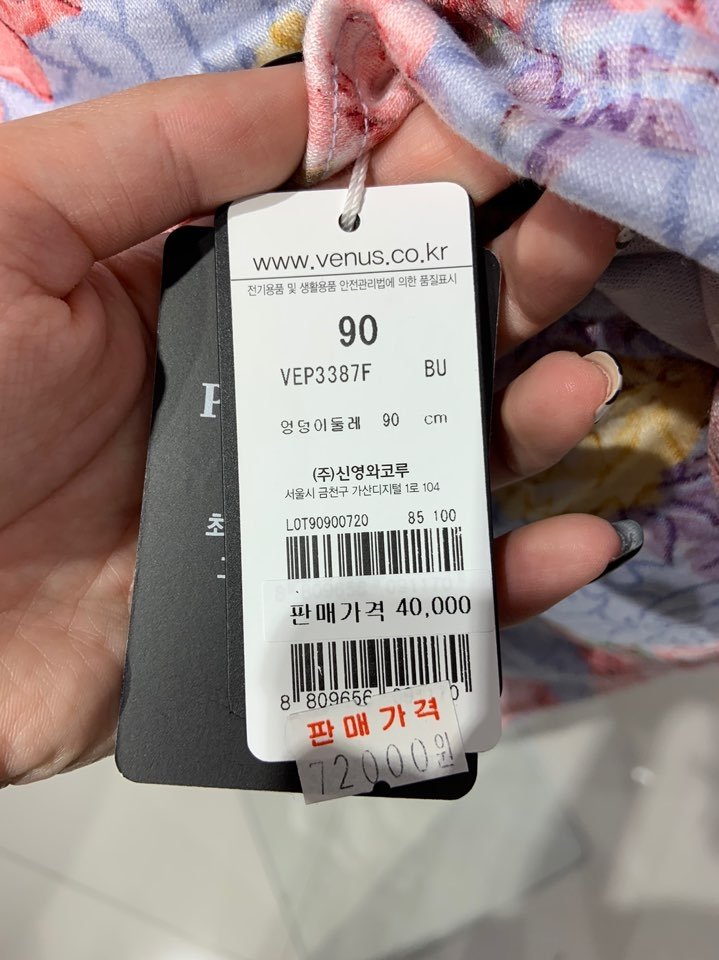 www.venus.co.kr
전기용품 및 생활용품 안전관리법에 의한 품질표시
90
VEP3387F BU
엉덩이둘레 90 cm
(주)신영와코루
서울시 금천구 가산디지털 1로 104
LOT90900720 85 100
판매가격 40,000
8 809656
판매가격
72000원
P
최